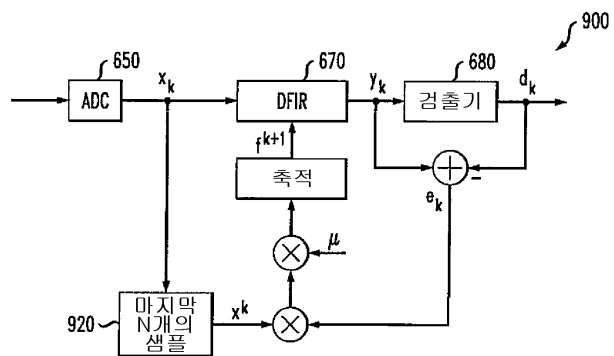 900
650
670
680
ADC
x_k
DFIR
y_k
검출기
d_k
f^{k+1}
축적
+
−
e_k
×
μ
920
마지막
N개의
샘플
x^k
×